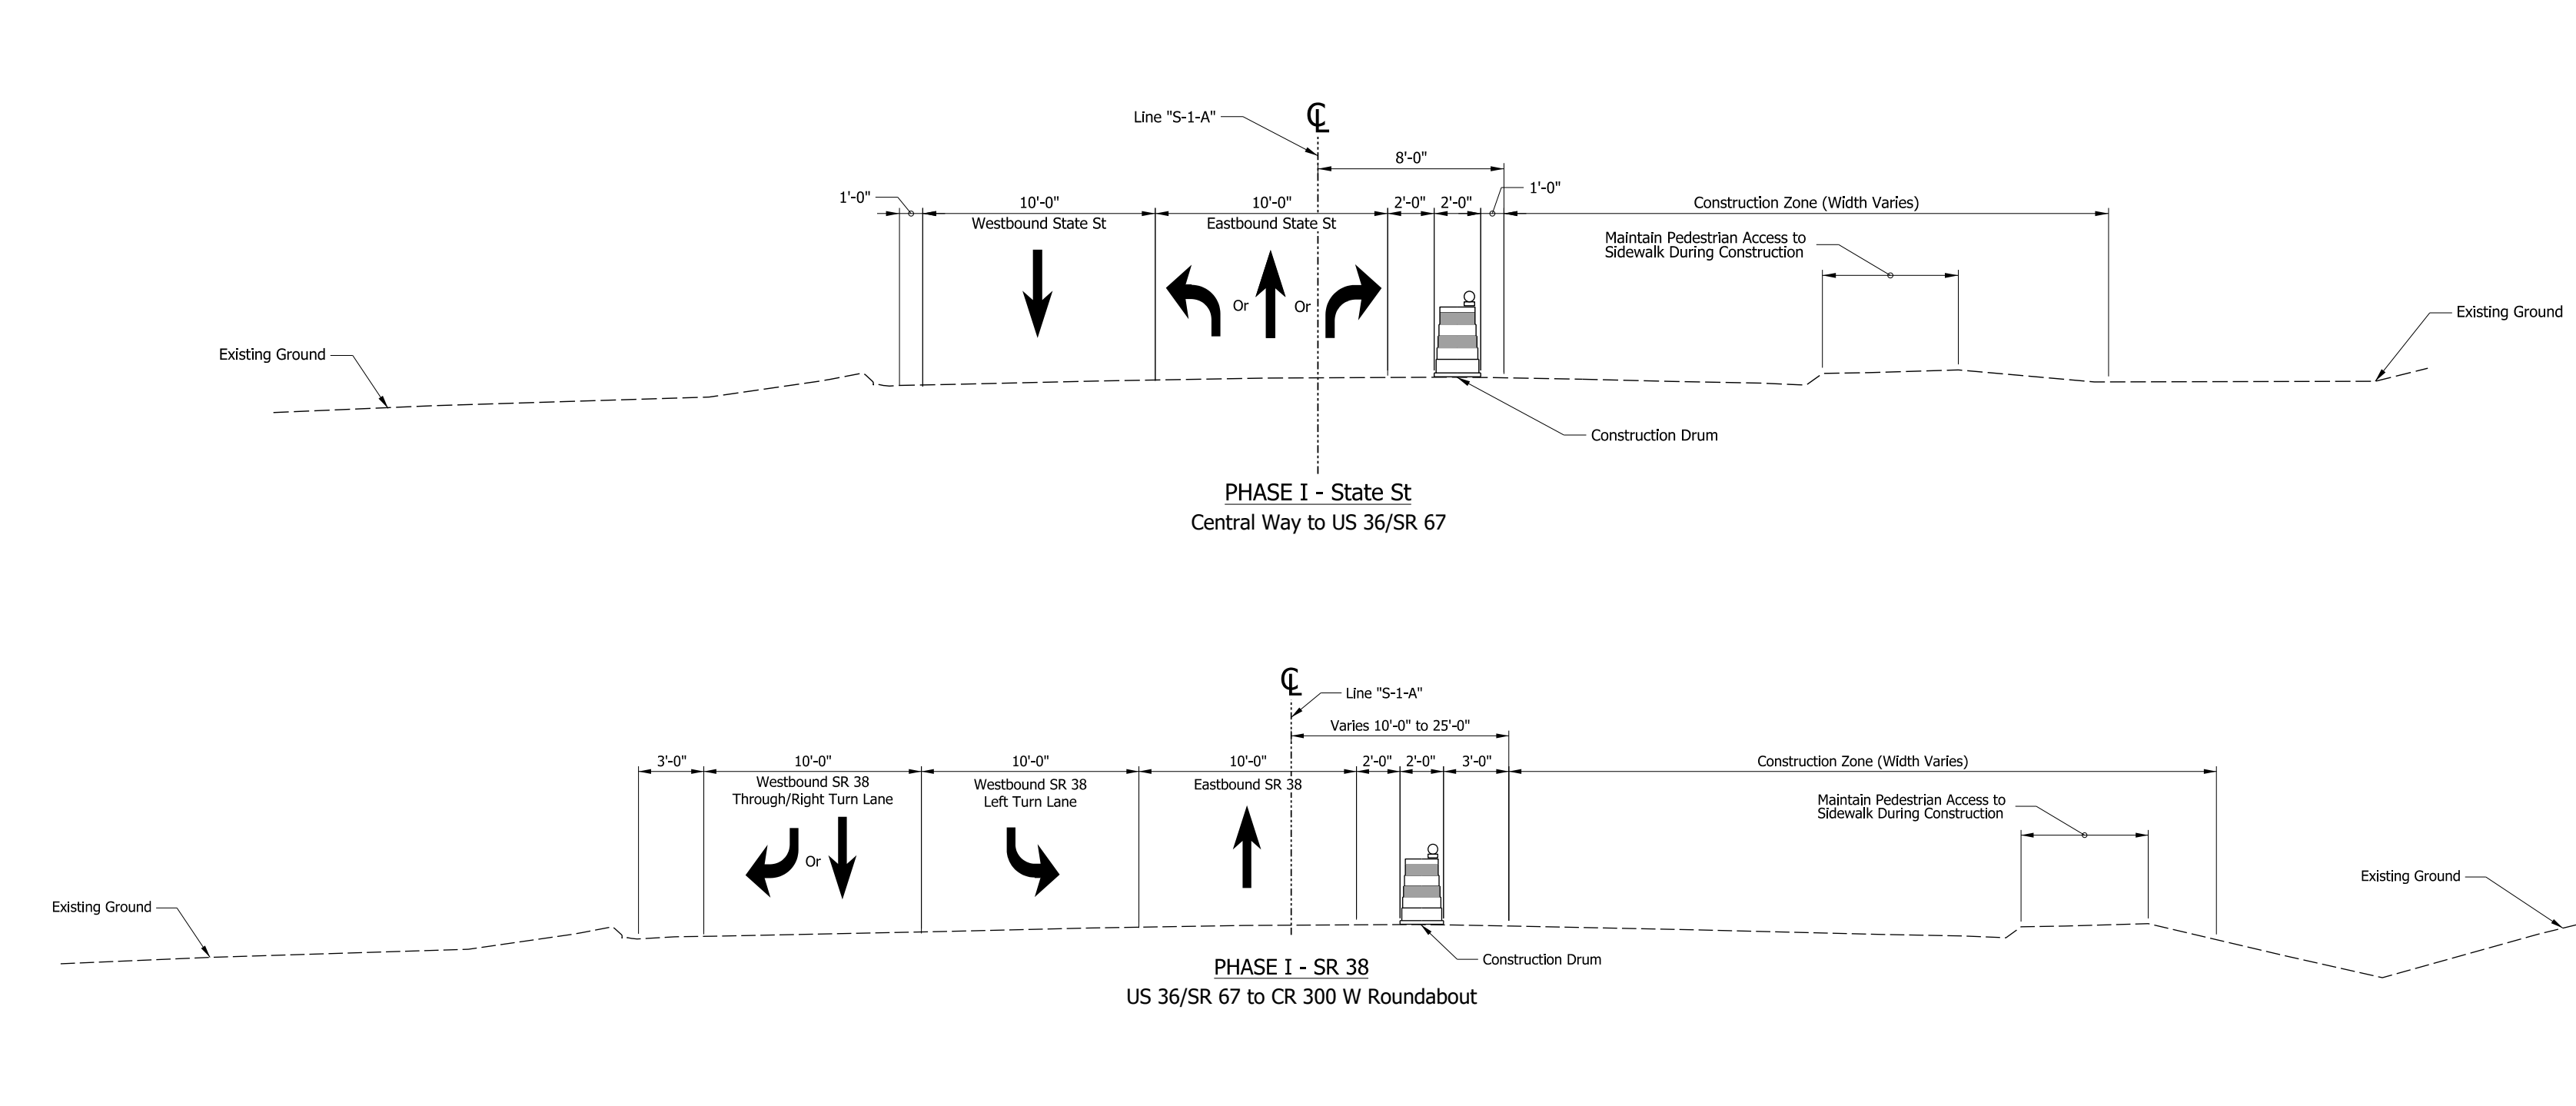 ℄
Line "S-1-A"
8'-0"
1'-0"
10'-0"
10'-0"
2'-0"
2'-0"
1'-0"
Construction Zone (Width Varies)
Westbound State St
Eastbound State St
Maintain Pedestrian Access to
Sidewalk During Construction
Or
Or
Existing Ground
Existing Ground
Construction Drum
PHASE I - State St
Central Way to US 36/SR 67
℄
Line "S-1-A"
Varies 10'-0" to 25'-0"
3'-0"
10'-0"
10'-0"
10'-0"
2'-0"
2'-0"
3'-0"
Construction Zone (Width Varies)
Westbound SR 38
Through/Right Turn Lane
Westbound SR 38
Left Turn Lane
Eastbound SR 38
Maintain Pedestrian Access to
Sidewalk During Construction
Or
Existing Ground
Existing Ground
Construction Drum
PHASE I - SR 38
US 36/SR 67 to CR 300 W Roundabout